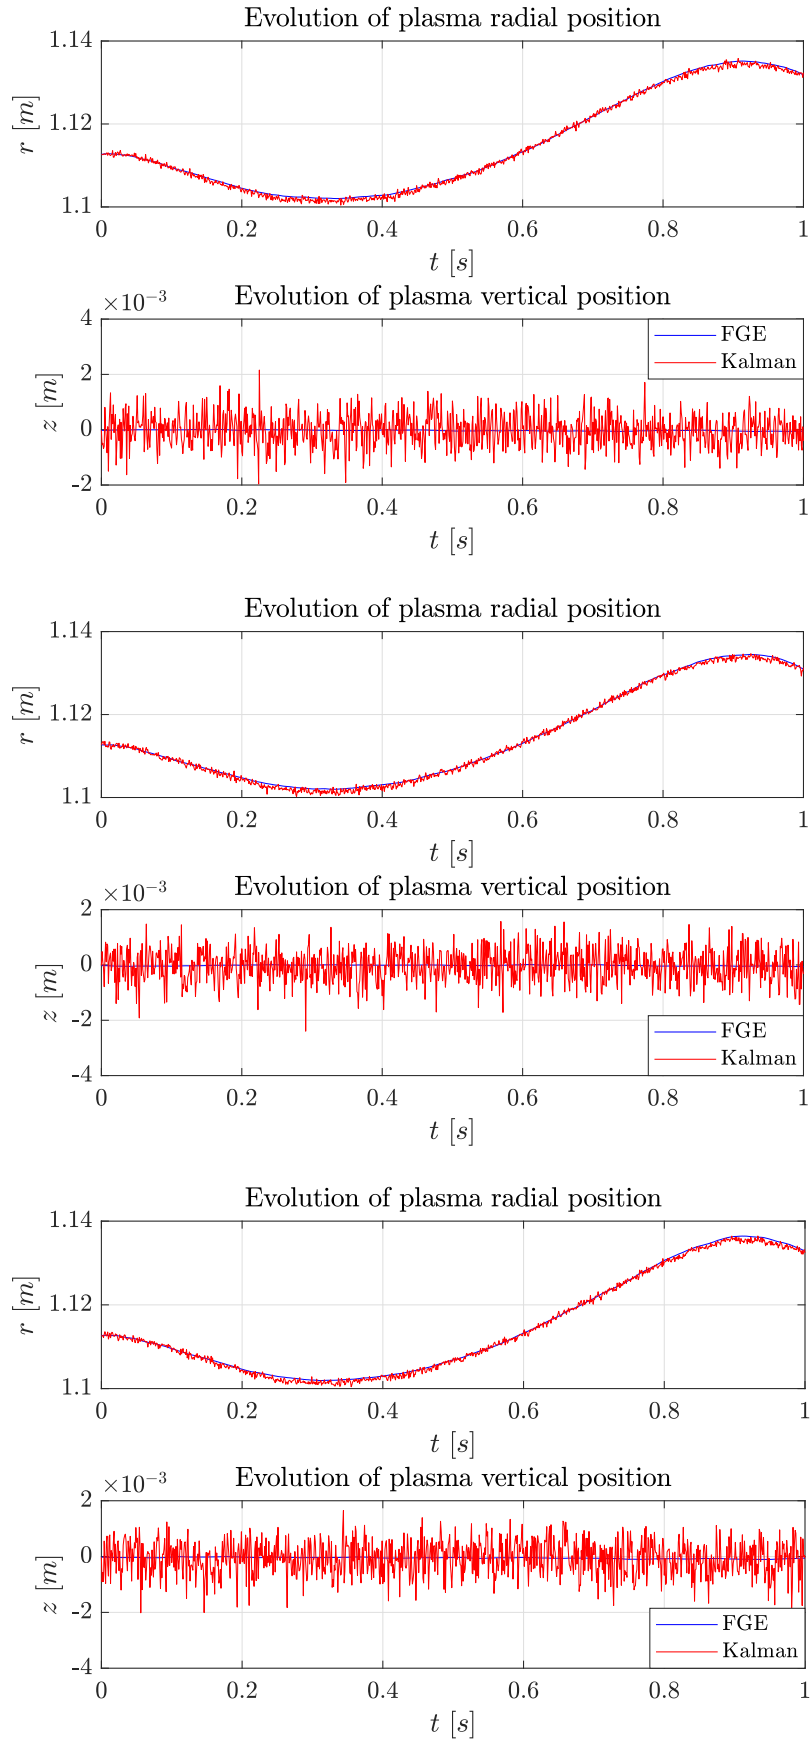 Evolution of plasma radial position
1.14
1.12
1.1
r [m]
0 0.2 0.4 0.6 0.8 1
t [s]
×10⁻³ Evolution of plasma vertical position
4
2
0
-2
z [m]
FGE
Kalman
0 0.2 0.4 0.6 0.8 1
t [s]
Evolution of plasma radial position
1.14
1.12
1.1
r [m]
0 0.2 0.4 0.6 0.8 1
t [s]
×10⁻³ Evolution of plasma vertical position
2
0
-2
-4
z [m]
FGE
Kalman
0 0.2 0.4 0.6 0.8 1
t [s]
Evolution of plasma radial position
1.14
1.12
1.1
r [m]
0 0.2 0.4 0.6 0.8 1
t [s]
×10⁻³ Evolution of plasma vertical position
2
0
-2
-4
z [m]
FGE
Kalman
0 0.2 0.4 0.6 0.8 1
t [s]